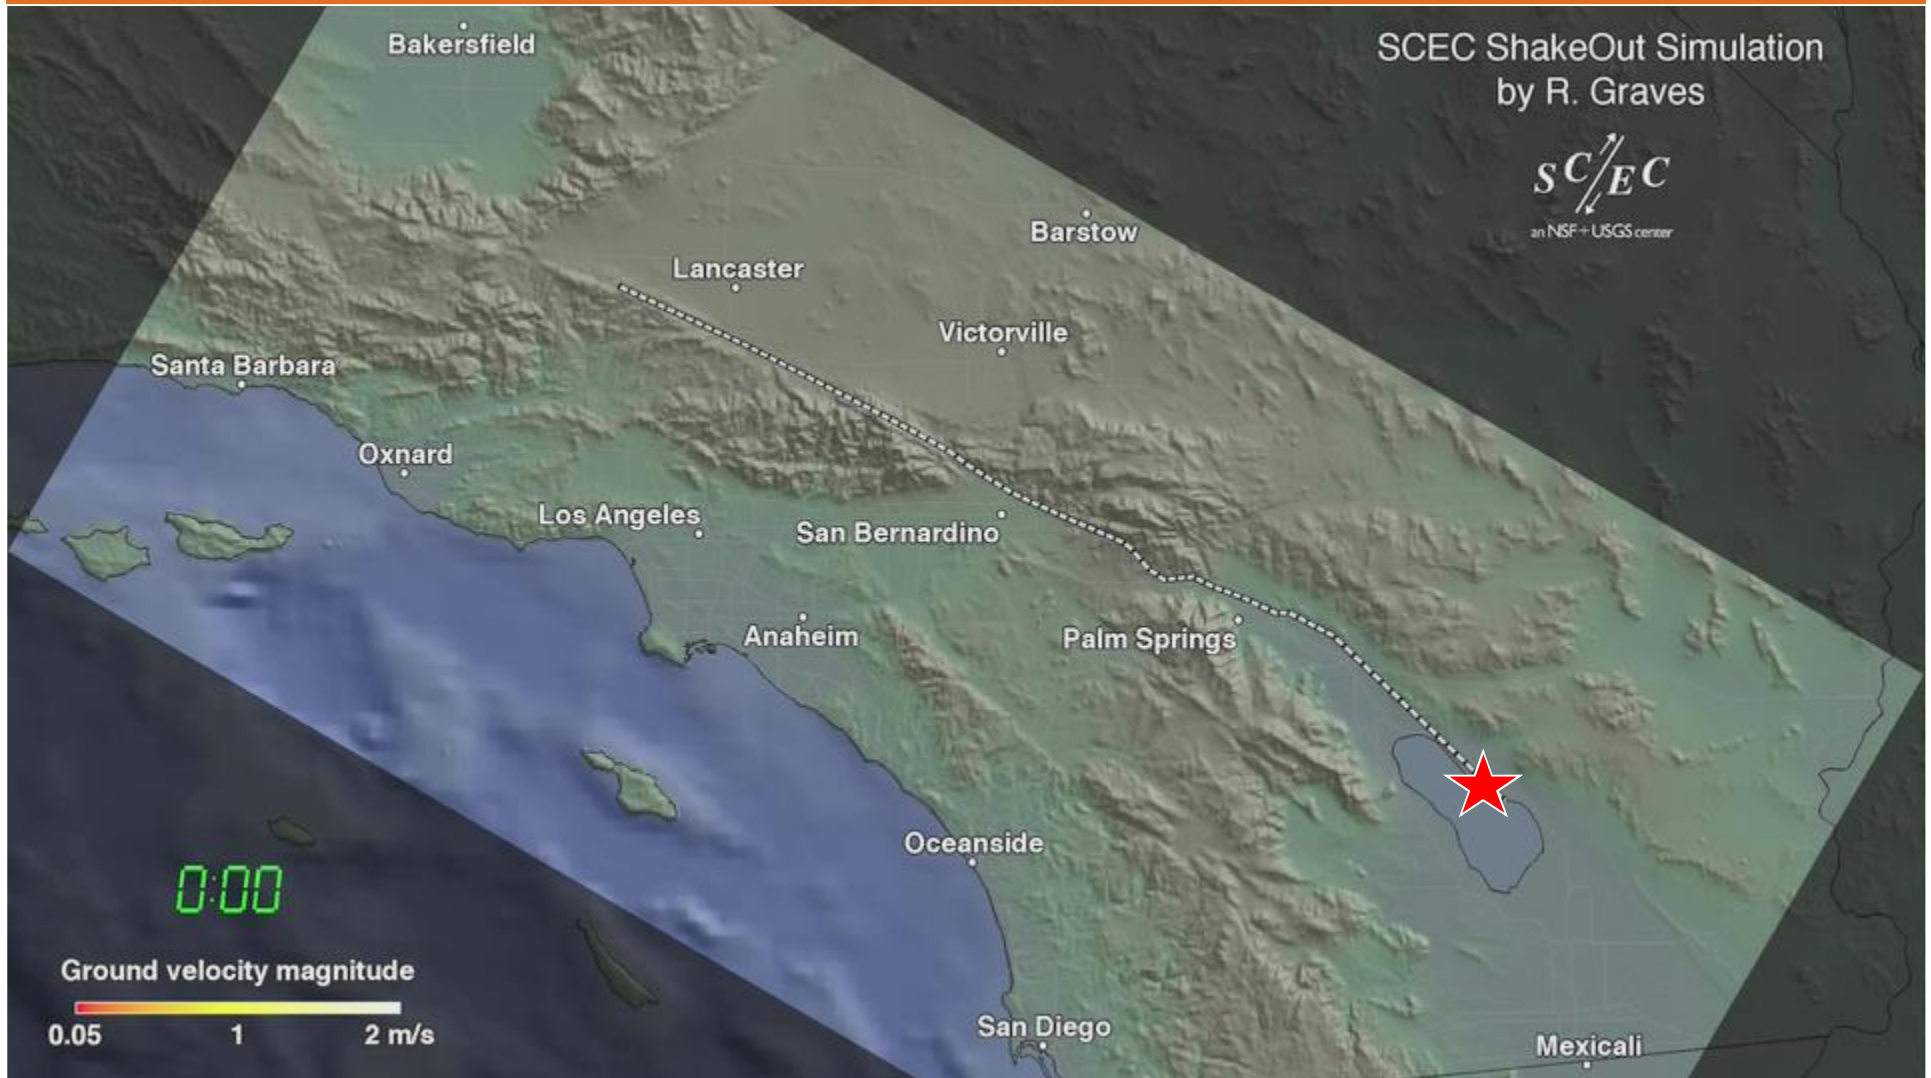 Bakersfield
SCEC ShakeOut Simulation
by R. Graves
S C E C
an NSF+USGS center
Barstow
Lancaster
Victorville
Santa Barbara
Oxnard
Los Angeles
San Bernardino
Anaheim
Palm Springs
Oceanside
0:00
Ground velocity magnitude
0.05 1 2 m/s
San Diego
Mexicali